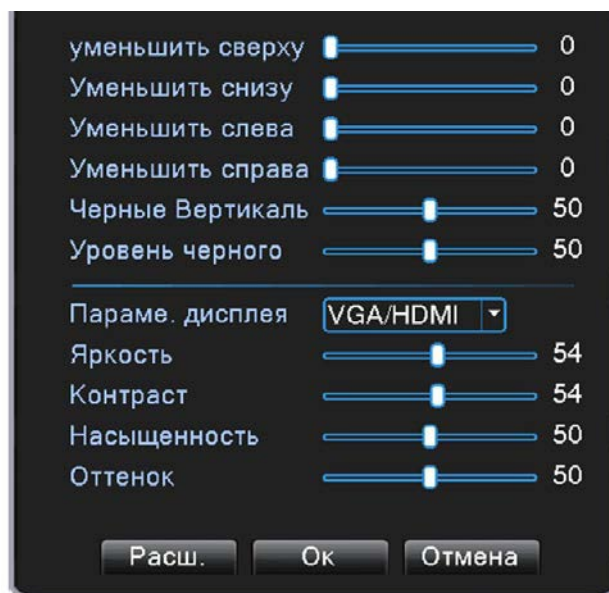 уменьшить сверху 0
Уменьшить снизу 0
Уменьшить слева 0
Уменьшить справа 0
Черные Вертикаль 50
Уровень черного 50
Параме. дисплея VGA/HDMI
Яркость 54
Контраст 54
Насыщенность 50
Оттенок 50
Расш. Ок Отмена